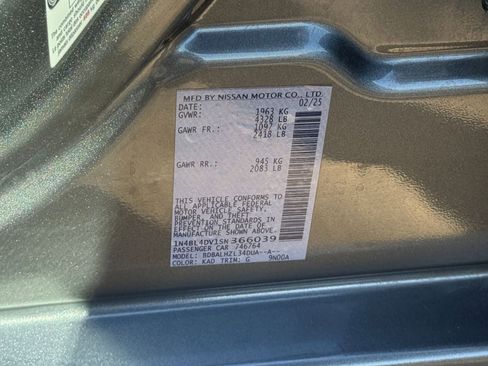 MFD BY NISSAN MOTOR CO., LTD.
DATE: 02/25
GVWR: 1963 KG
4328 LB
GAWR FR.: 1097 KG
2418 LB
GAWR RR.: 945 KG
2083 LB
THIS VEHICLE CONFORMS TO
ALL APPLICABLE FEDERAL
MOTOR VEHICLE SAFETY,
BUMPER, AND THEFT
PREVENTION STANDARDS IN
EFFECT ON THE DATE OF
MANUFACTURE SHOWN ABOVE.
1N4BL4DV1SN366039
PASSENGER CAR 746764
MODEL: BDBALHZL34DUA--A--
COLOR: KAD TRIM: G 9N00A